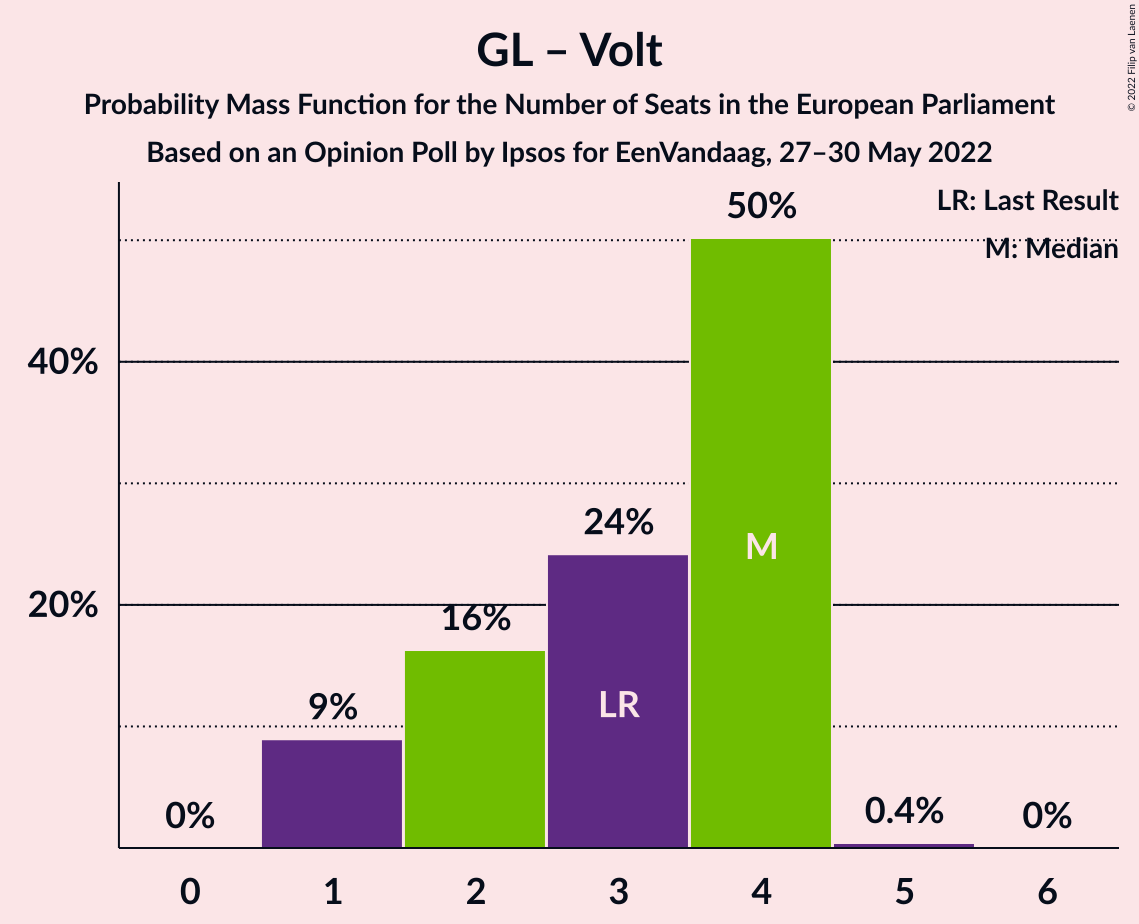 GL – Volt
Probability Mass Function for the Number of Seats in the European Parliament
Based on an Opinion Poll by Ipsos for EenVandaag, 27–30 May 2022
© 2022 Filip van Laenen
LR: Last Result
M: Median
50%
40%
24%
M
20%
16%
9%
LR
0%
0.4%
0%
0 1 2 3 4 5 6